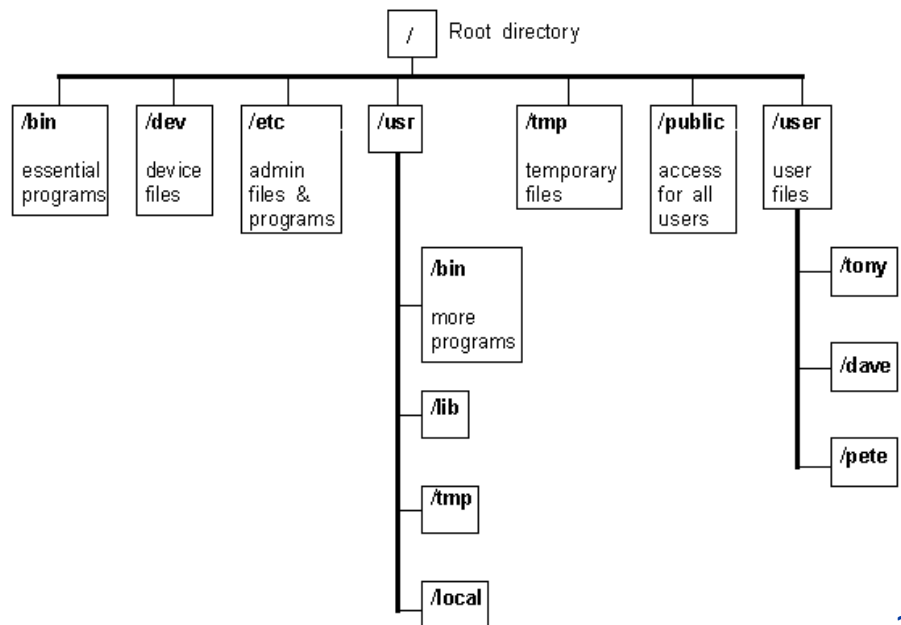 / Root directory
/bin
essential
programs
/dev
device
files
/etc
admin
files &
programs
/usr
/tmp
temporary
files
/public
access
for all
users
/user
user
files
/bin
more
programs
/lib
/tmp
/local
/tony
/dave
/pete